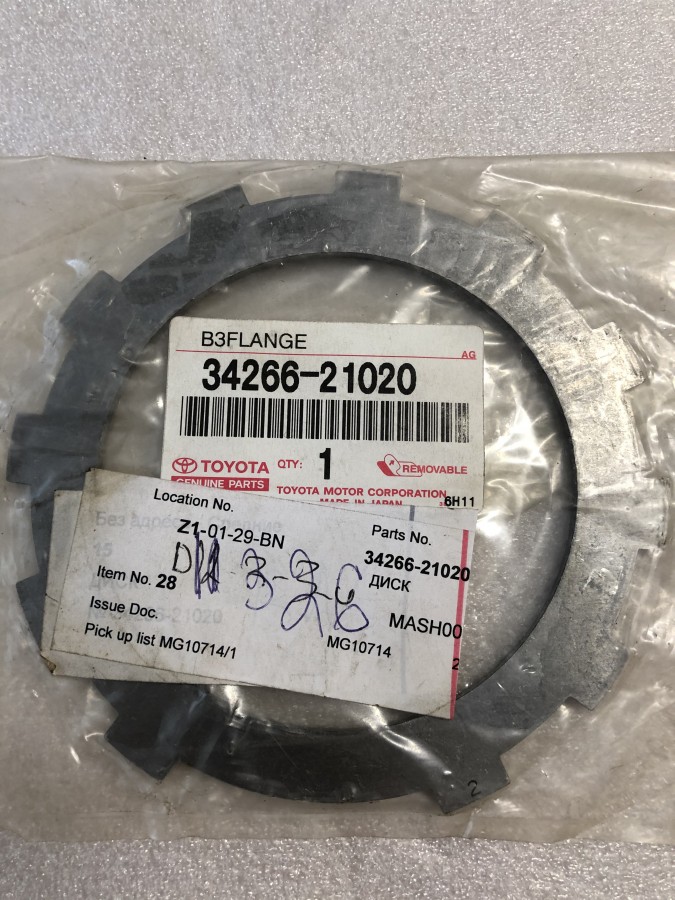 B3FLANGE
AG
34266-21020
TOYOTA QTY: 1 REMOVABLE
GENUINE PARTS TOYOTA MOTOR CORPORATION
MADE IN JAPAN 6H11
Location No.
Z1-01-29-BN
Parts No.
34266-21020
Item No. 28
ДИСК
Issue Doc.
MASH00
Pick up list MG10714/1
MG10714
2
2